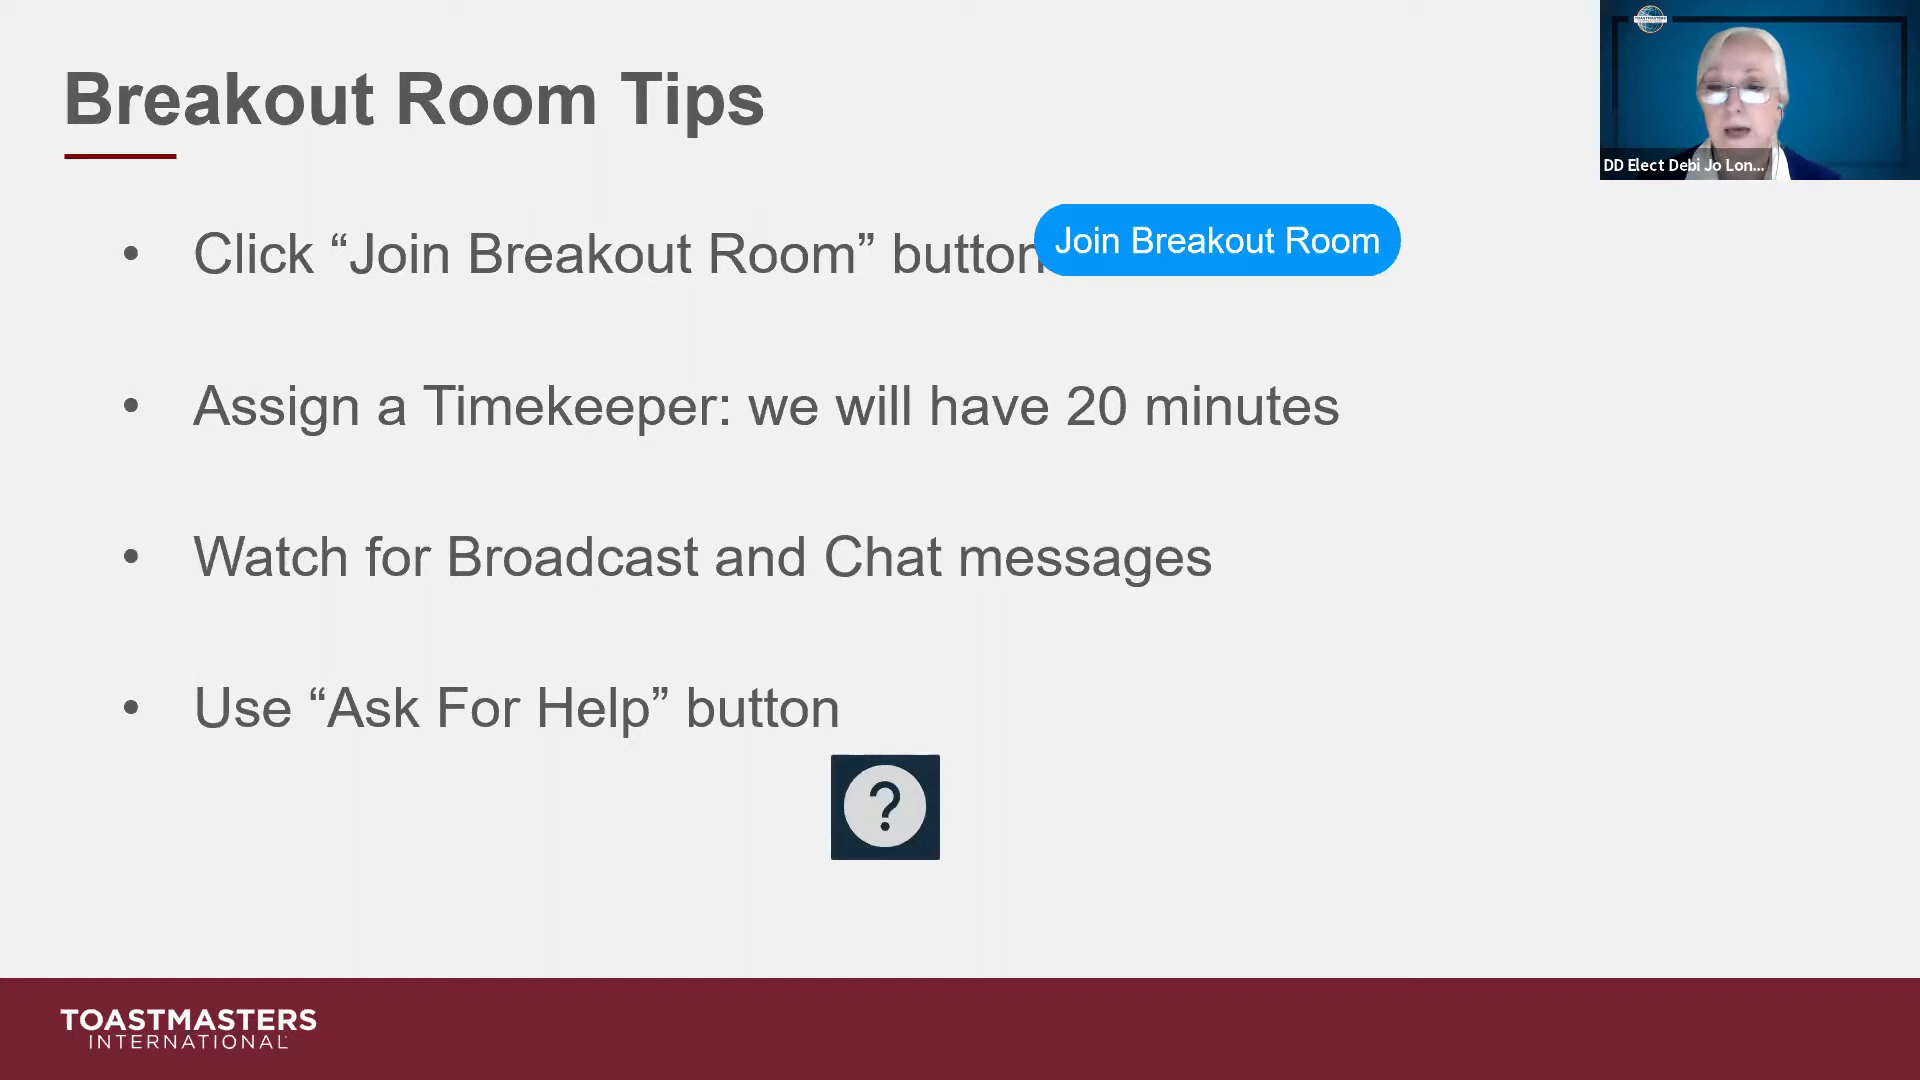 Breakout Room Tips
TOASTMASTERS
DD Elect Debi Jo Lon...
• Click “Join Breakout Room” button
Join Breakout Room
• Assign a Timekeeper: we will have 20 minutes
• Watch for Broadcast and Chat messages
• Use “Ask For Help” button
?
TOASTMASTERS
INTERNATIONAL